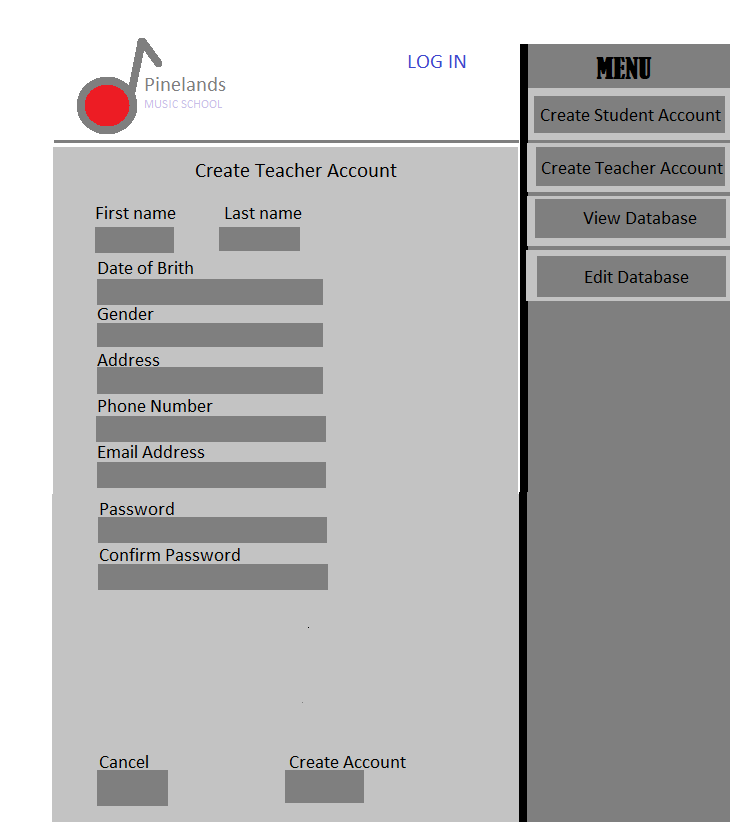 LOG IN
Pinelands
MUSIC SCHOOL
MENU
Create Student Account
Create Teacher Account
View Database
Edit Database
Create Teacher Account
First name Last name
Date of Brith
Gender
Address
Phone Number
Email Address
Password
Confirm Password
Cancel Create Account